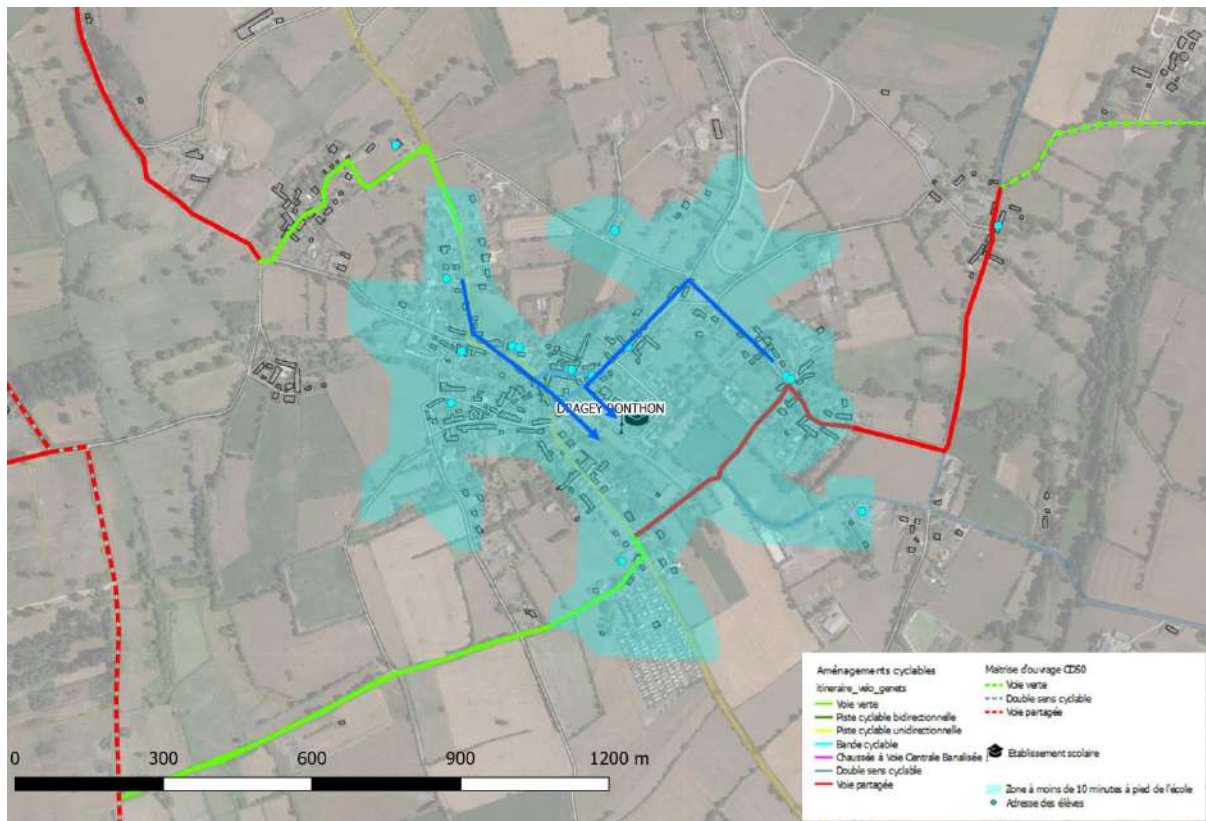 DRAGEY RONTHON
0 300 600 900 1200 m
Aménagements cyclables
itineraire_velo_genets
Voie verte
Piste cyclable bidirectionnelle
Piste cyclable unidirectionnelle
Bande cyclable
Chaussée à Voie Centrale Banalisée
Double sens cyclable
Voie partagée
Maitrise d'ouvrage CD50
Voie verte
Double sens cyclable
Voie partagée
Etablissement scolaire
Zone à moins de 10 minutes à pied de l'école
Adresse des élèves